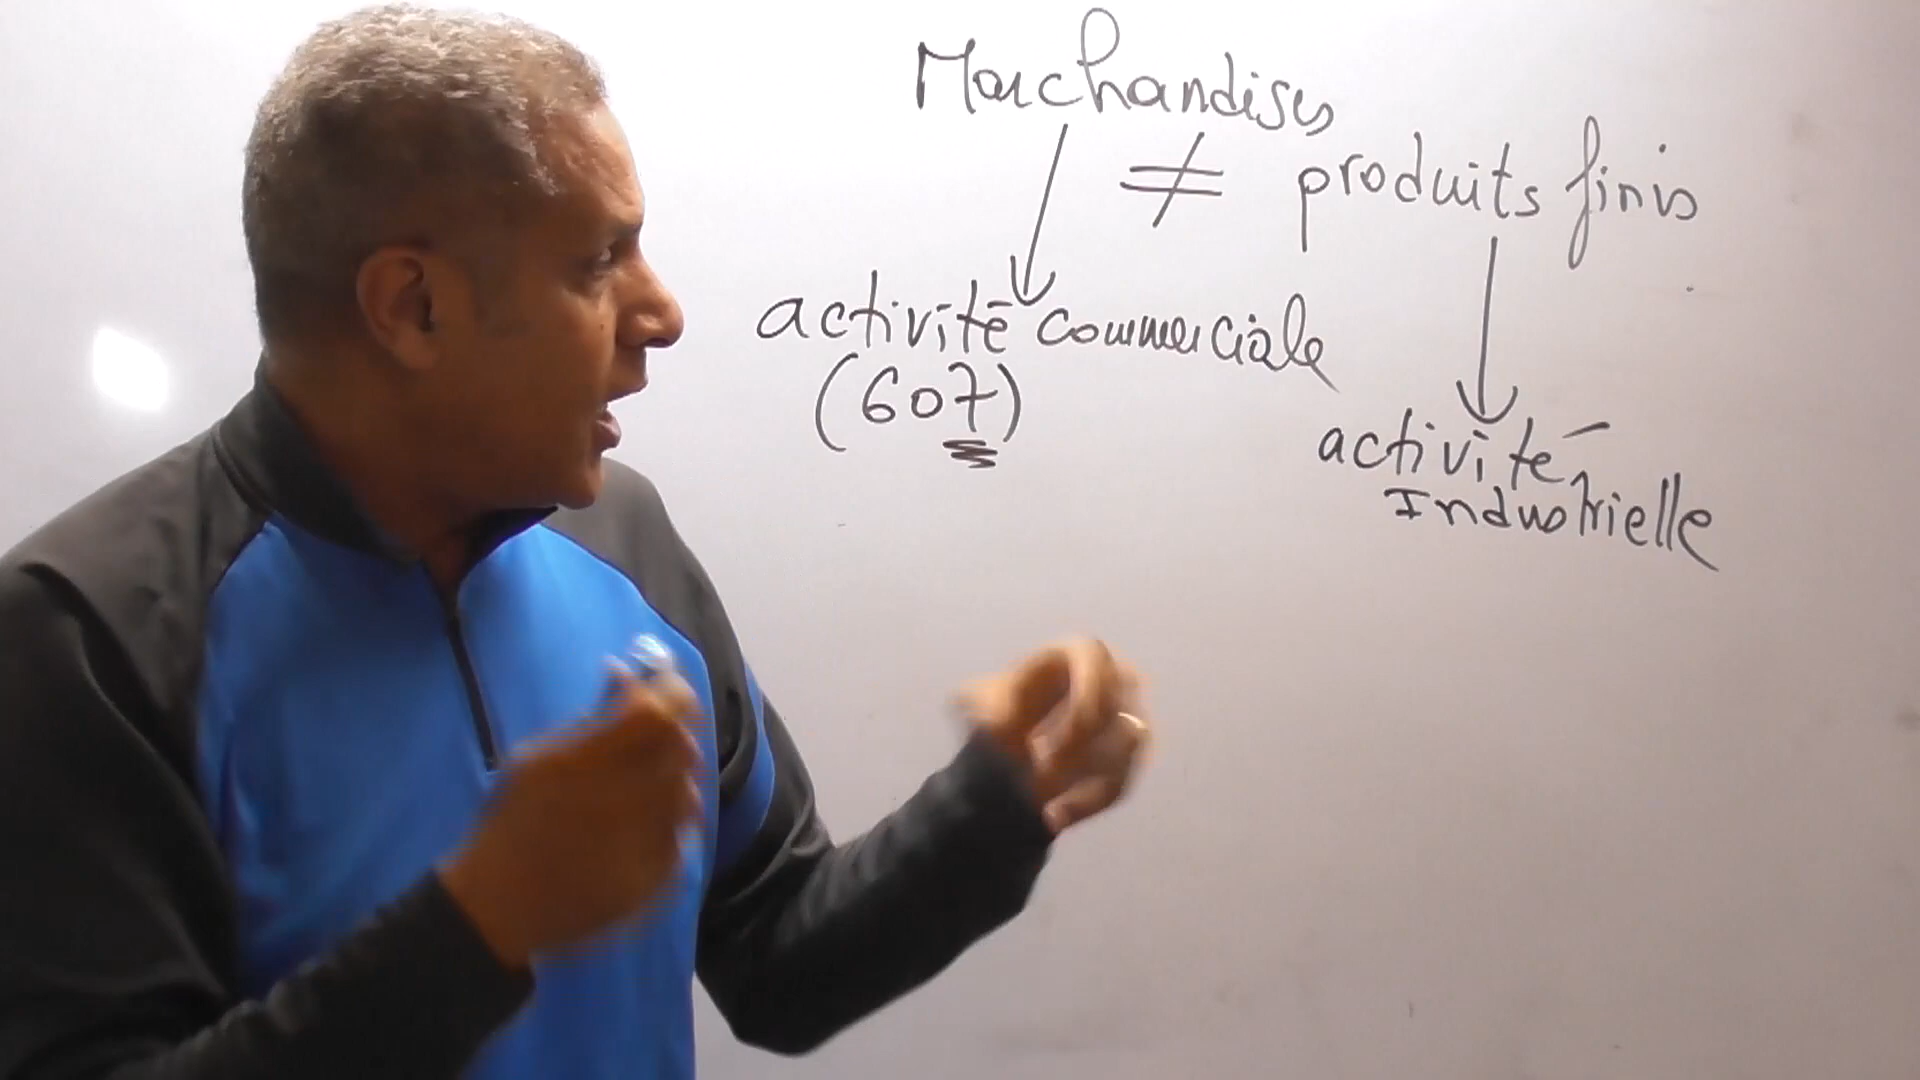 Marchandises
≠ produits finis
activité commerciale
(607)
activité
Industrielle